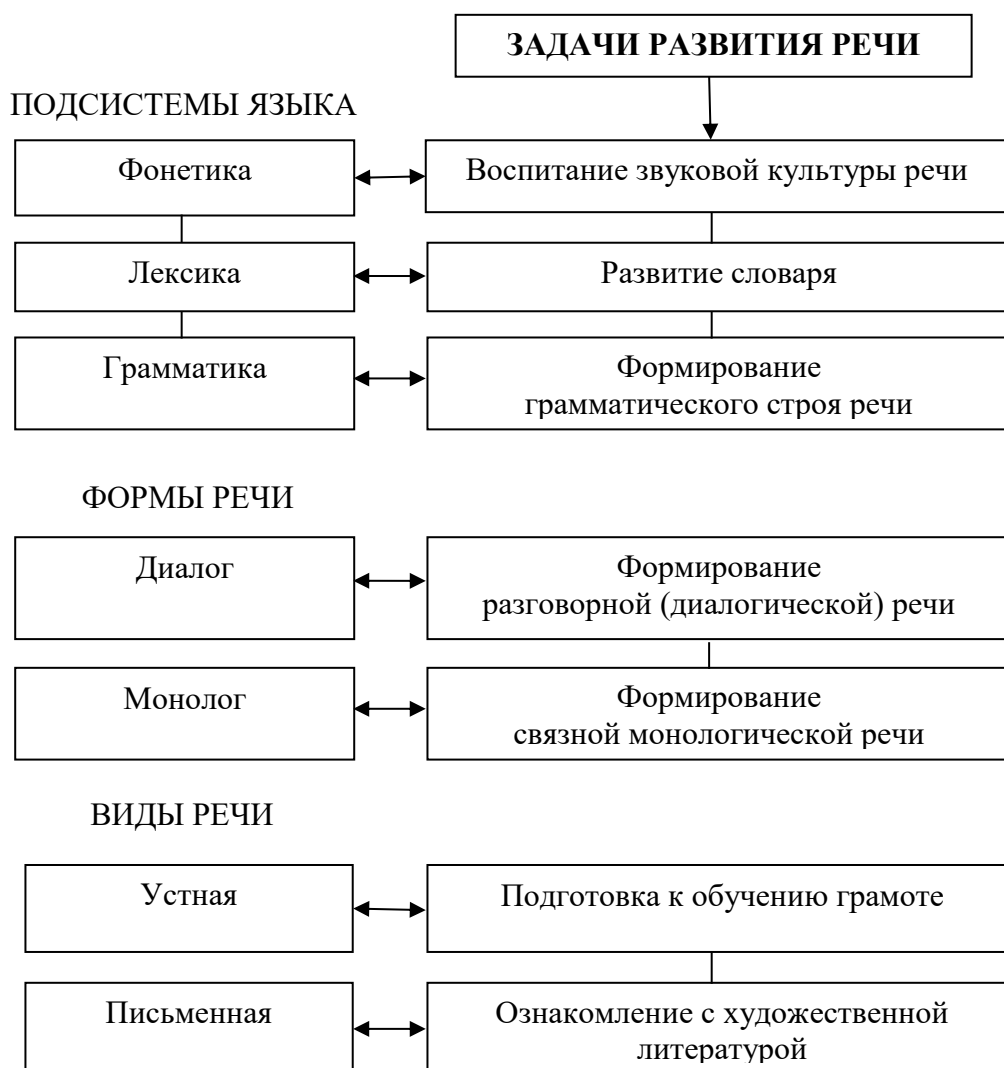 ЗАДАЧИ РАЗВИТИЯ РЕЧИ
ПОДСИСТЕМЫ ЯЗЫКА
Фонетика
Воспитание звуковой культуры речи
Лексика
Развитие словаря
Грамматика
Формирование
грамматического строя речи
ФОРМЫ РЕЧИ
Диалог
Формирование
разговорной (диалогической) речи
Монолог
Формирование
связной монологической речи
ВИДЫ РЕЧИ
Устная
Подготовка к обучению грамоте
Письменная
Ознакомление с художественной
литературой